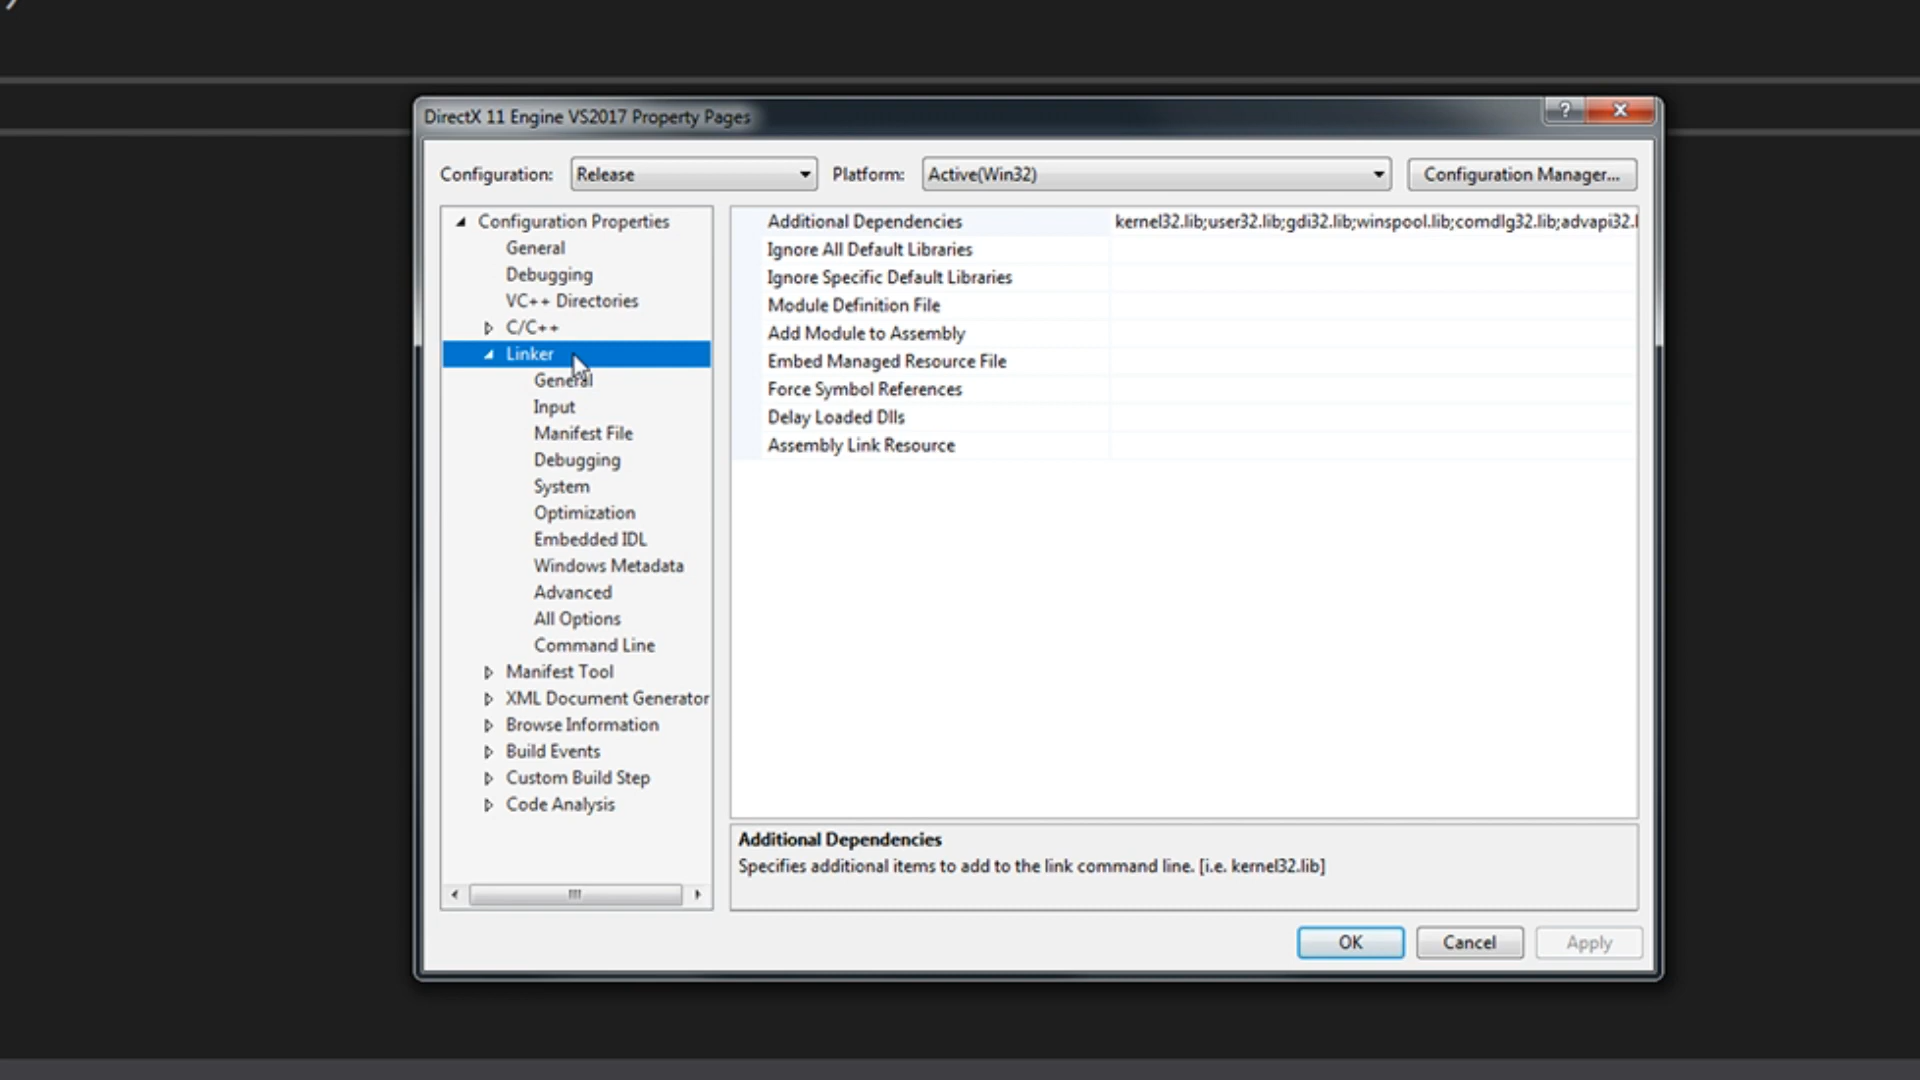 DirectX 11 Engine VS2017 Property Pages
?
Configuration: Release Platform: Active(Win32) Configuration Manager...
Configuration Properties
General
Debugging
VC++ Directories
C/C++
Linker
General
Input
Manifest File
Debugging
System
Optimization
Embedded IDL
Windows Metadata
Advanced
All Options
Command Line
Manifest Tool
XML Document Generator
Browse Information
Build Events
Custom Build Step
Code Analysis
Additional Dependencies kernel32.lib;user32.lib;gdi32.lib;winspool.lib;comdlg32.lib;advapi32.l
Ignore All Default Libraries
Ignore Specific Default Libraries
Module Definition File
Add Module to Assembly
Embed Managed Resource File
Force Symbol References
Delay Loaded Dlls
Assembly Link Resource
Additional Dependencies
Specifies additional items to add to the link command line. [i.e. kernel32.lib]
OK Cancel Apply